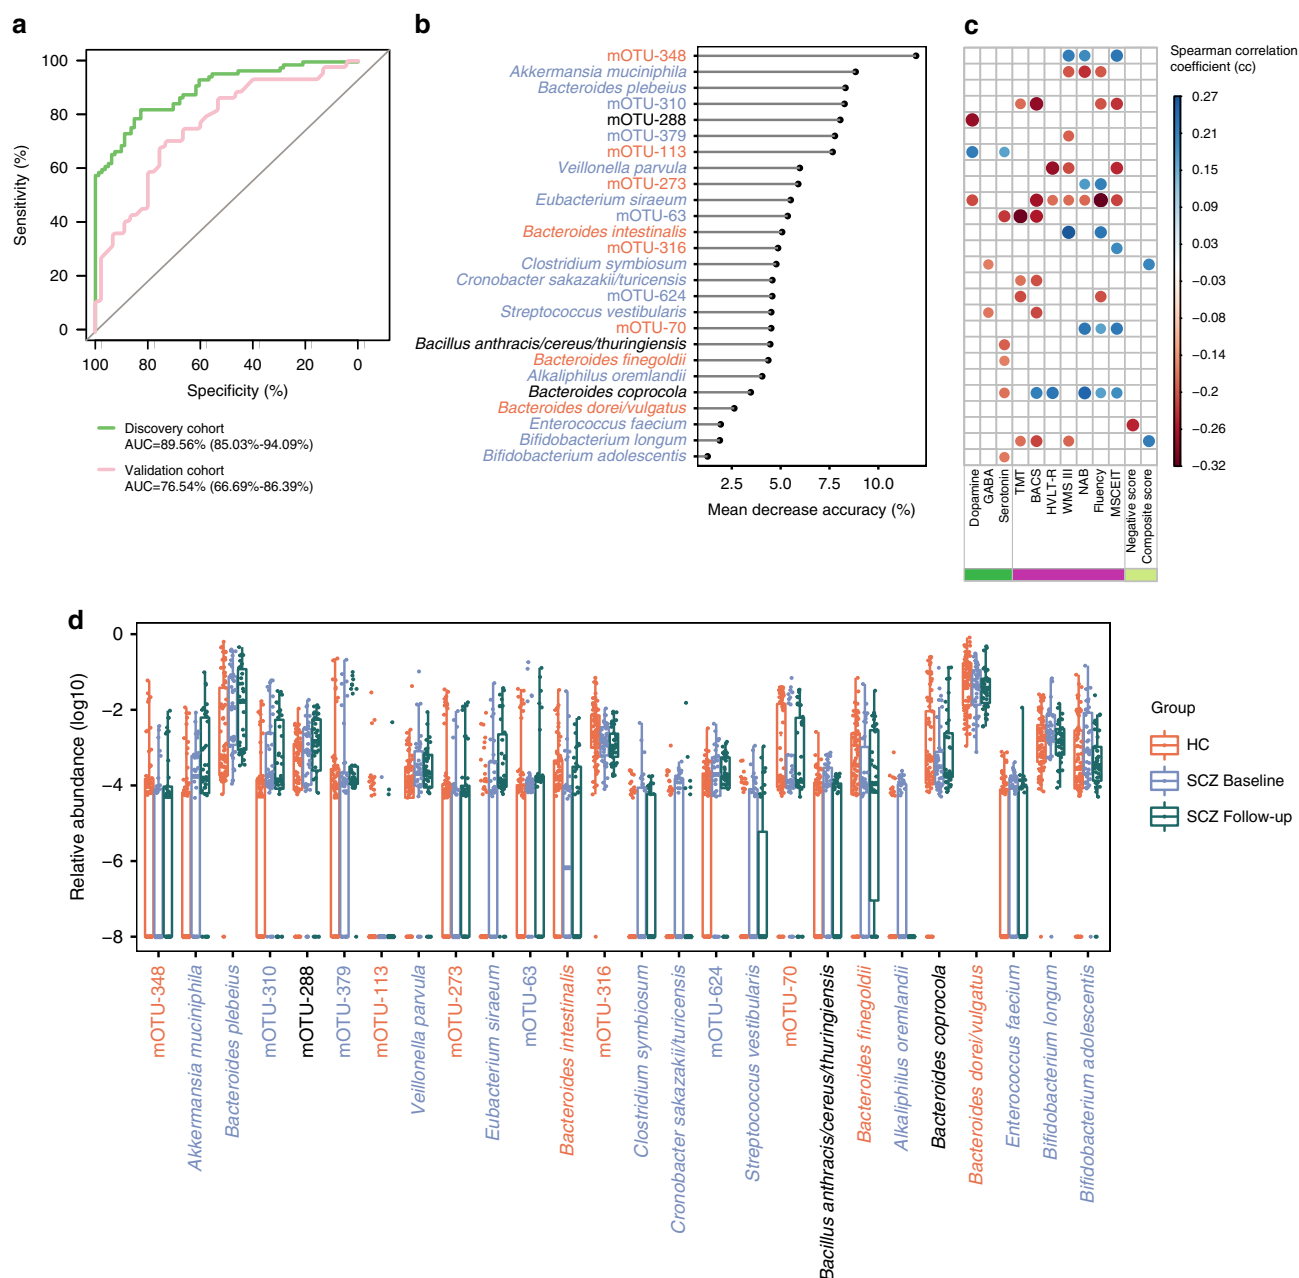 a
100
80
60
40
20
0
Sensitivity (%)
100 80 60 40 20 0
Specificity (%)
Discovery cohort
AUC=89.56% (85.03%-94.09%)
Validation cohort
AUC=76.54% (66.69%-86.39%)
b
mOTU-348
Akkermansia muciniphila
Bacteroides plebeius
mOTU-310
mOTU-288
mOTU-379
mOTU-113
Veillonella parvula
mOTU-273
Eubacterium siraeum
mOTU-63
Bacteroides intestinalis
mOTU-316
Clostridium symbiosum
Cronobacter sakazakii/turicensis
mOTU-624
Streptococcus vestibularis
mOTU-70
Bacillus anthracis/cereus/thuringiensis
Bacteroides finegoldii
Alkaliphilus oremlandii
Bacteroides coprocola
Bacteroides dorei/vulgatus
Enterococcus faecium
Bifidobacterium longum
Bifidobacterium adolescentis
2.5 5.0 7.5 10.0
Mean decrease accuracy (%)
c
Spearman correlation
coefficient (cc)
0.27
0.21
0.15
0.09
0.03
−0.03
−0.08
−0.14
−0.2
−0.26
−0.32
Dopamine
GABA
Serotonin
TMT
BACS
HVLT-R
WMS III
NAB
Fluency
MSCEIT
Negative score
Composite score
d
0
−2
−4
−6
−8
Relative abundance (log10)
mOTU-348
Akkermansia muciniphila
Bacteroides plebeius
mOTU-310
mOTU-288
mOTU-379
mOTU-113
Veillonella parvula
mOTU-273
Eubacterium siraeum
mOTU-63
Bacteroides intestinalis
mOTU-316
Clostridium symbiosum
Cronobacter sakazakii/turicensis
mOTU-624
Streptococcus vestibularis
mOTU-70
Bacillus anthracis/cereus/thuringiensis
Bacteroides finegoldii
Alkaliphilus oremlandii
Bacteroides coprocola
Bacteroides dorei/vulgatus
Enterococcus faecium
Bifidobacterium longum
Bifidobacterium adolescentis
Group
HC
SCZ Baseline
SCZ Follow-up